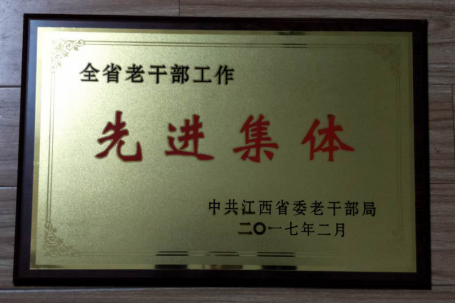 全省老干部工作
先进集体
中共江西省委老干部局
二〇一七年二月